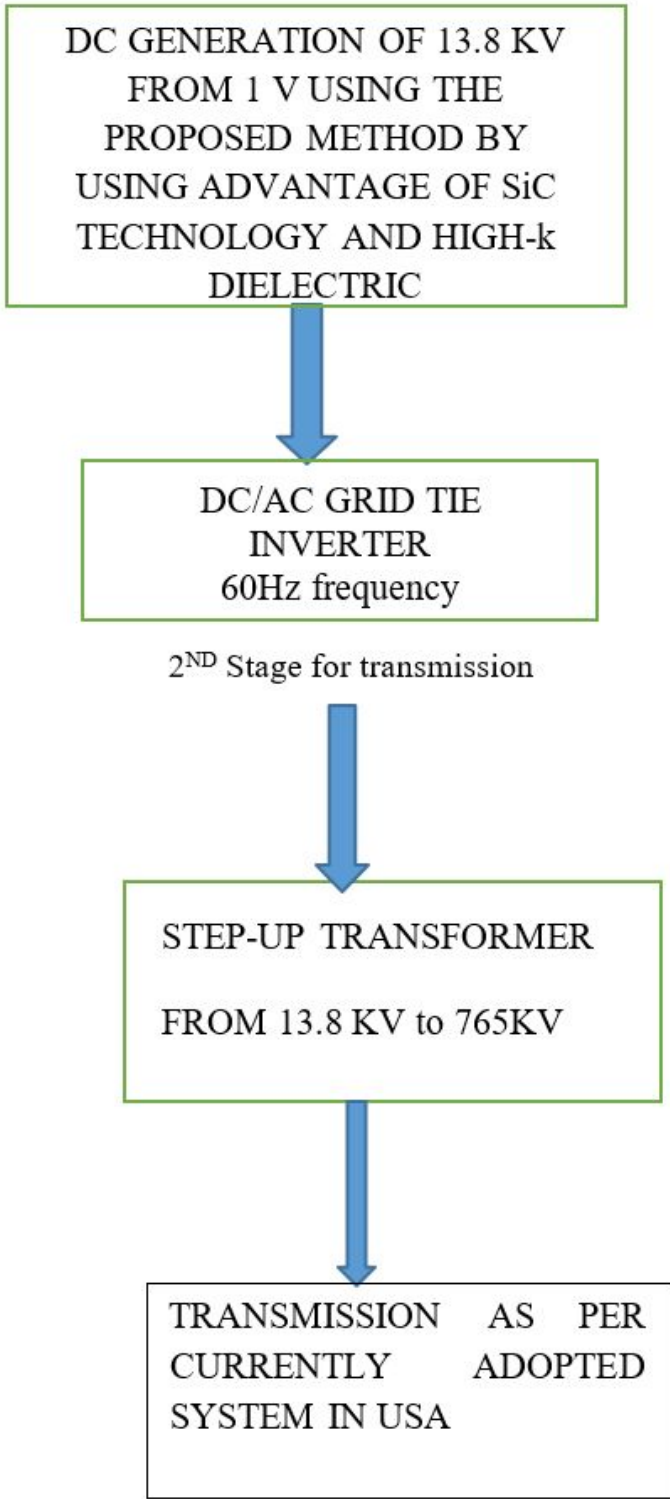 DC GENERATION OF 13.8 KV
FROM 1 V USING THE
PROPOSED METHOD BY
USING ADVANTAGE OF SiC
TECHNOLOGY AND HIGH-k
DIELECTRIC
DC/AC GRID TIE
INVERTER
60Hz frequency
2ND Stage for transmission
STEP-UP TRANSFORMER
FROM 13.8 KV to 765KV
TRANSMISSION AS PER
CURRENTLY ADOPTED
SYSTEM IN USA